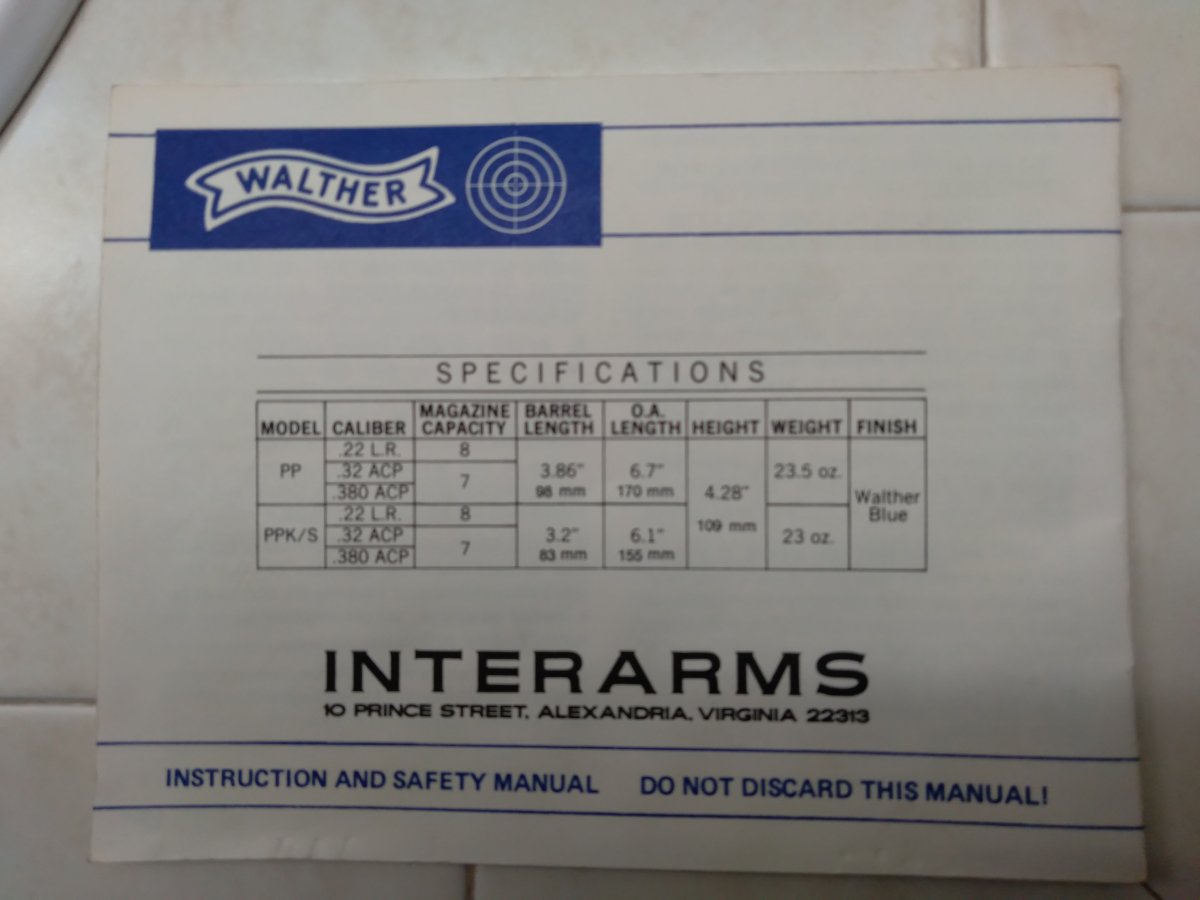 WALTHER
SPECIFICATIONS
MODEL CALIBER MAGAZINE CAPACITY BARREL LENGTH O.A. LENGTH HEIGHT WEIGHT FINISH
PP .22 L.R. 8 3.86" 98 mm 6.7" 170 mm 4.28" 109 mm 23.5 oz. Walther Blue
.32 ACP 7
.380 ACP
PPK/S .22 L.R. 8 3.2" 83 mm 6.1" 155 mm 23 oz.
.32 ACP 7
.380 ACP
INTERARMS
10 PRINCE STREET, ALEXANDRIA, VIRGINIA 22313
INSTRUCTION AND SAFETY MANUAL DO NOT DISCARD THIS MANUAL!